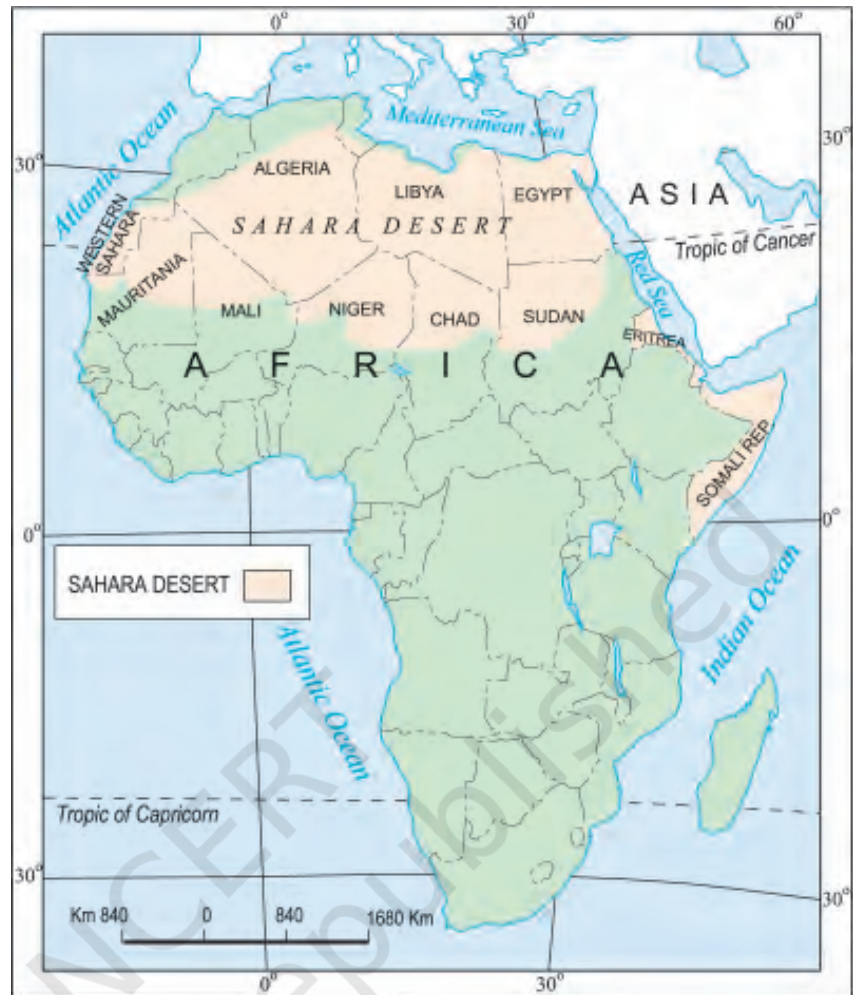 0° 30° 60°
Atlantic Ocean
Mediterranean Sea
30° 30°
ALGERIA
LIBYA
EGYPT
ASIA
WESTERN
SAHARA
SAHARA DESERT
Tropic of Cancer
Red Sea
MAURITANIA
MALI
NIGER
CHAD
SUDAN
ERITREA
AFRICA
SOMALI REP.
0° 0°
SAHARA DESERT
Atlantic Ocean
Indian Ocean
Tropic of Capricorn
30° 30°
Km 840 0 840 1680 Km
0° 30°
NCERT
republished